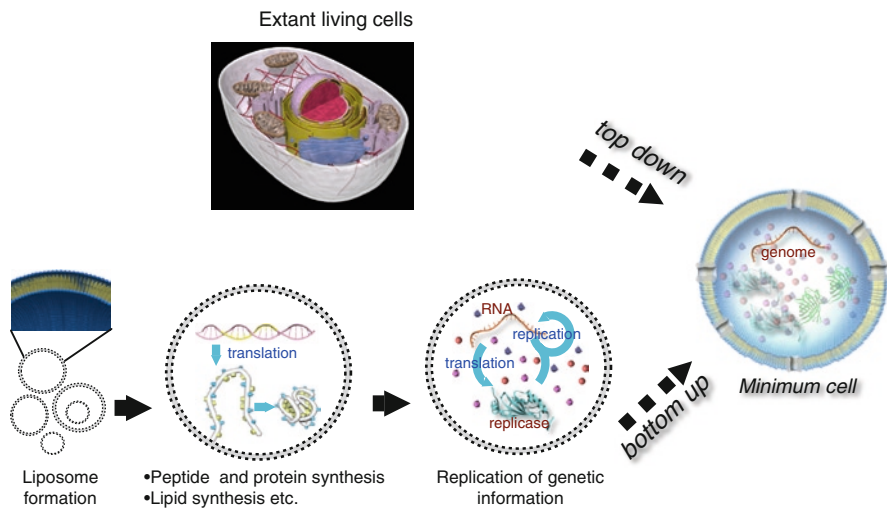 Extant living cells
top down
genome
Minimum cell
bottom up
translation
RNA
replication
translation
replicase
Liposome
formation
•Peptide and protein synthesis
•Lipid synthesis etc.
Replication of genetic
information